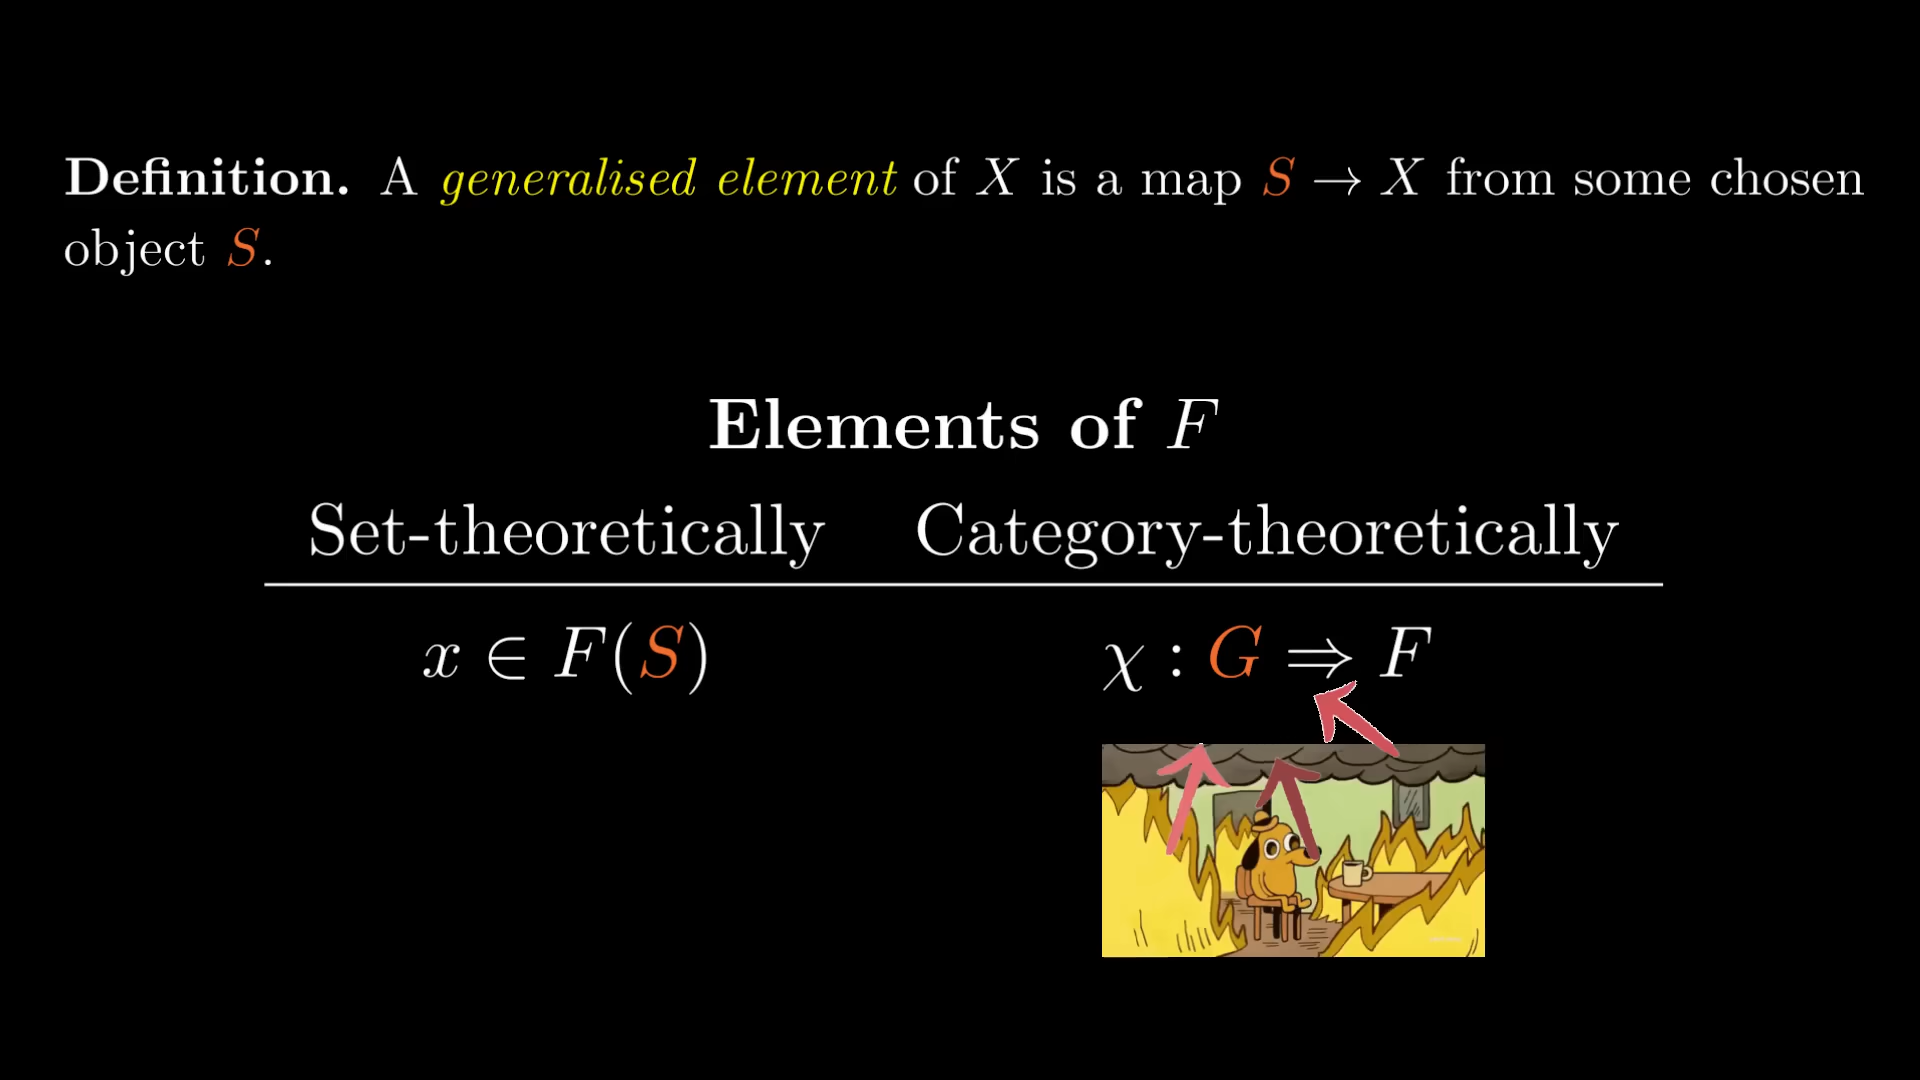 Definition. A generalised element of X is a map S → X from some chosen
object S.
Elements of F
Set-theoretically Category-theoretically
x ∈ F(S) χ : G ⇒ F